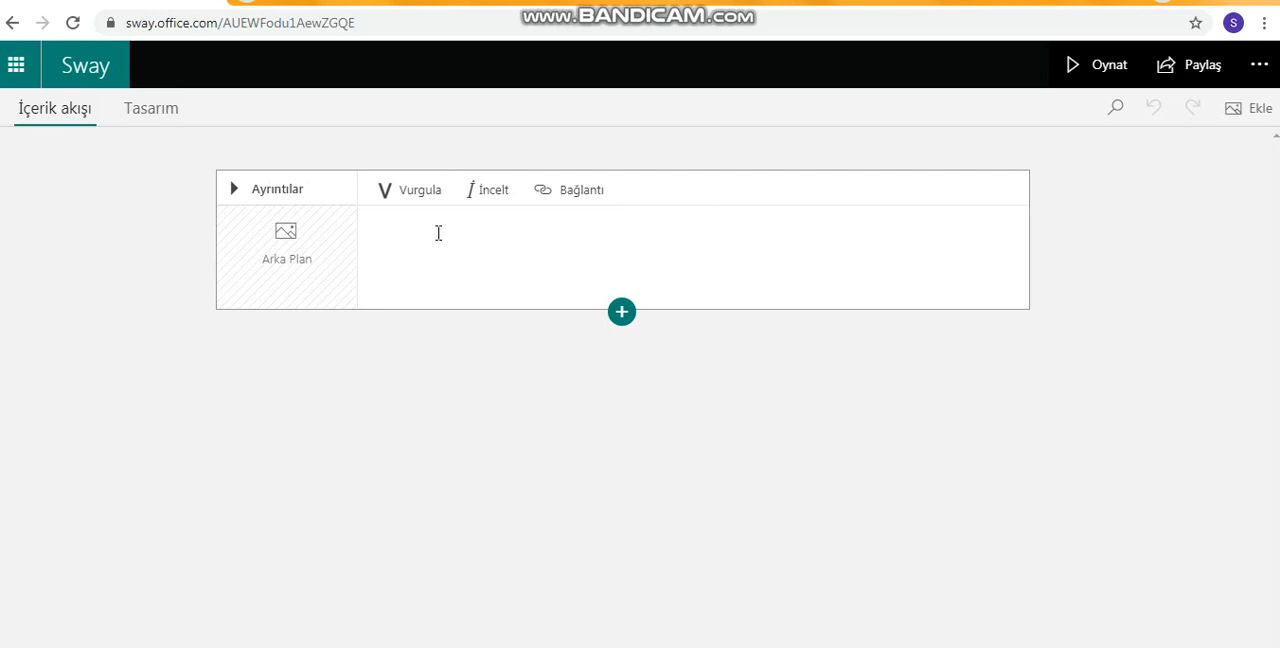 www.BANDICAM.com
sway.office.com/AUEWFodu1AewZGQE
S
Sway
Oynat
Paylaş
İçerik akışı
Tasarım
Ekle
Ayrıntılar
V Vurgula
İ İncelt
Bağlantı
Arka Plan